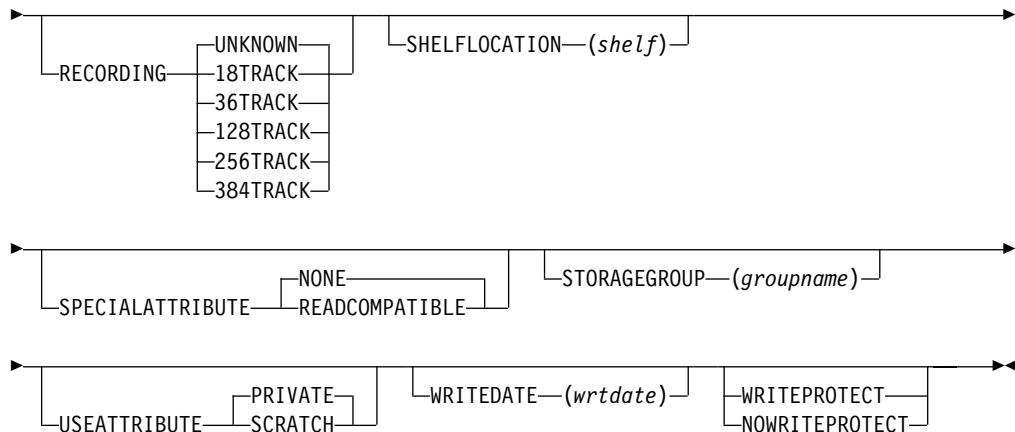 UNKNOWN
SHELFLOCATION (shelf)
RECORDING
18TRACK
36TRACK
128TRACK
256TRACK
384TRACK
NONE
STORAGEGROUP (groupname)
SPECIALATTRIBUTE
READCOMPATIBLE
PRIVATE
WRITEDATE (wrtdate)
WRITEPROTECT
USEATTRIBUTE
SCRATCH
NOWRITEPROTECT